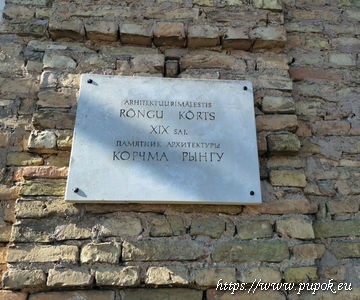 ARHITEKTUURIMÄLESTIS
RÕNGU KÕRTS
XIX SAJ.
ПАМЯТНИК АРХИТЕКТУРЫ
КОРЧМА РЫНГУ
https://www.pupok.eu